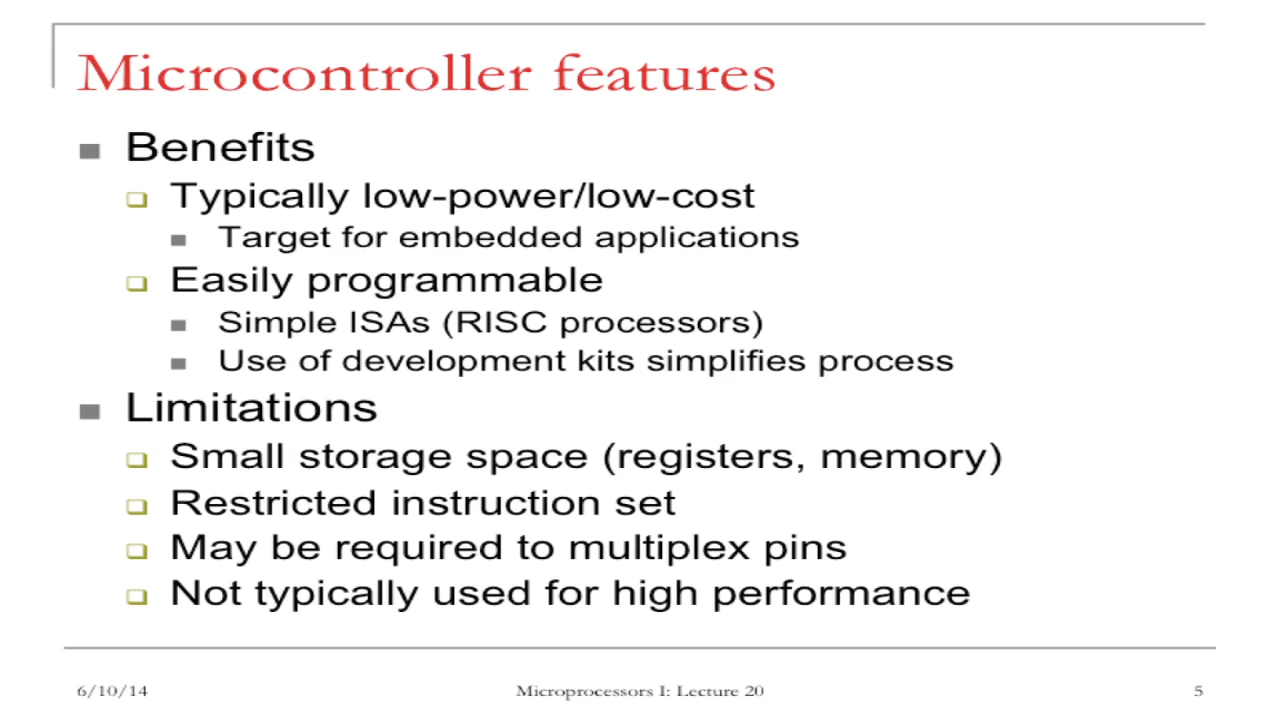 Microcontroller features
Benefits
Typically low-power/low-cost
Target for embedded applications
Easily programmable
Simple ISAs (RISC processors)
Use of development kits simplifies process
Limitations
Small storage space (registers, memory)
Restricted instruction set
May be required to multiplex pins
Not typically used for high performance
6/10/14
Microprocessors I: Lecture 20
5